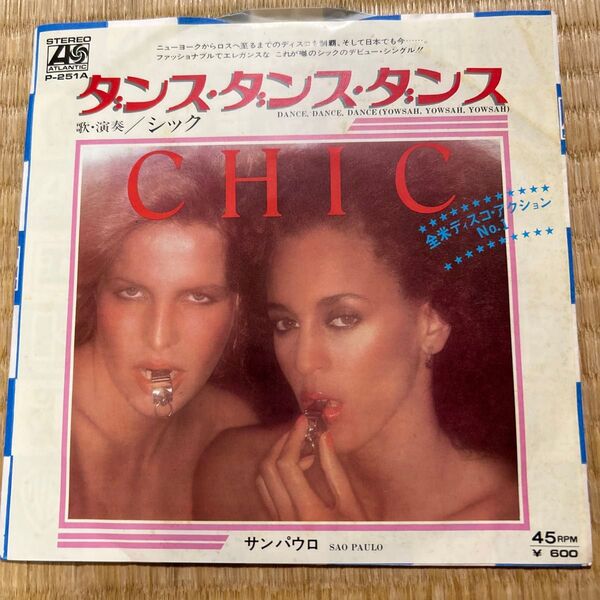 STEREO
ATLANTIC
P-251A
ニューヨークからロスへ至るまでのディスコを制覇、そして日本でも今……
ファッショナブルでエレガンスな これが噂のシックのデビュー・シングル!!
ダンス・ダンス・ダンス
DANCE, DANCE, DANCE (YOWSAH, YOWSAH, YOWSAH)
歌・演奏／シック
CHIC
全米ディスコ・アクション
No.1
サンパウロ SAO PAULO
45RPM
¥600